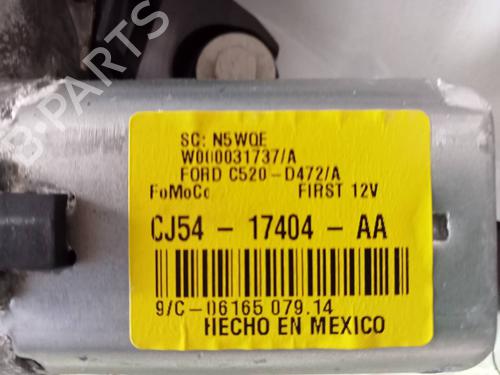 SC: N5WQE
W000031737/A
FORD C520-D472/A
FoMoCo FIRST 12V
CJ54 - 17404 - AA
9/C-06165 079.14
HECHO EN MEXICO
B-PARTS